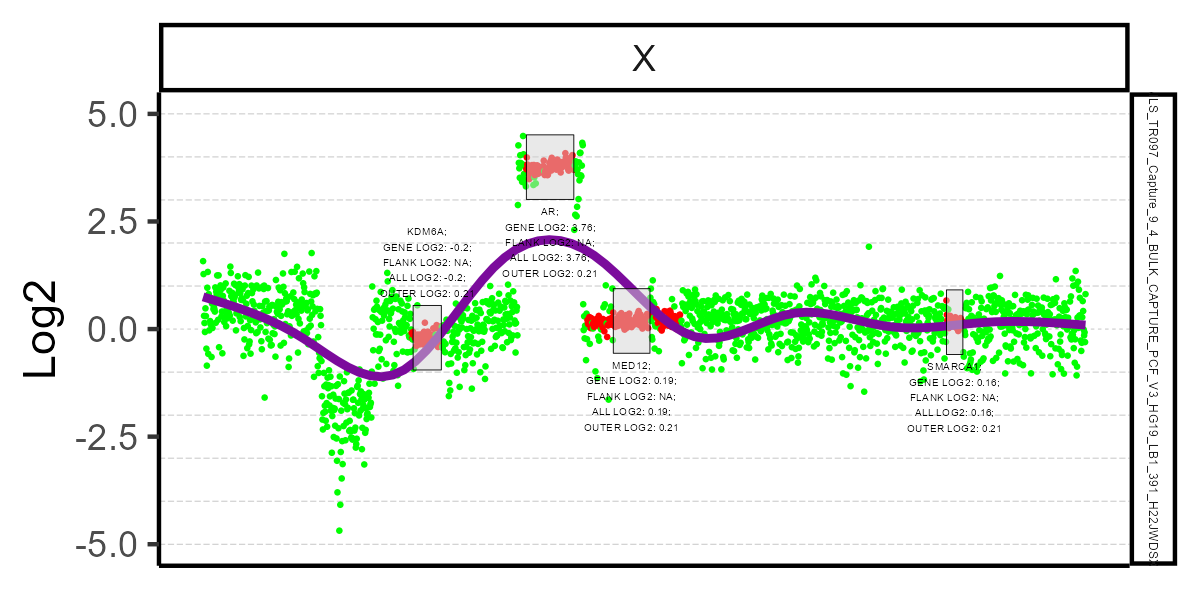 X
5.0
2.5
0.0
-2.5
-5.0
Log2
KDM6A;
GENE LOG2: -0.2;
FLANK LOG2: NA;
ALL LOG2: -0.2;
OUTER LOG2: 0.21
AR;
GENE LOG2: 3.76;
FLANK LOG2: NA;
ALL LOG2: 3.76;
OUTER LOG2: 0.21
MED12;
GENE LOG2: 0.19;
FLANK LOG2: NA;
ALL LOG2: 0.19;
OUTER LOG2: 0.21
SMARCA1;
GENE LOG2: 0.16;
FLANK LOG2: NA;
ALL LOG2: 0.16;
OUTER LOG2: 0.21
LS_TR097_Capture_9_4_BULK_CAPTURE_PCF_V3_HG19_LB1_391_H22JWDS